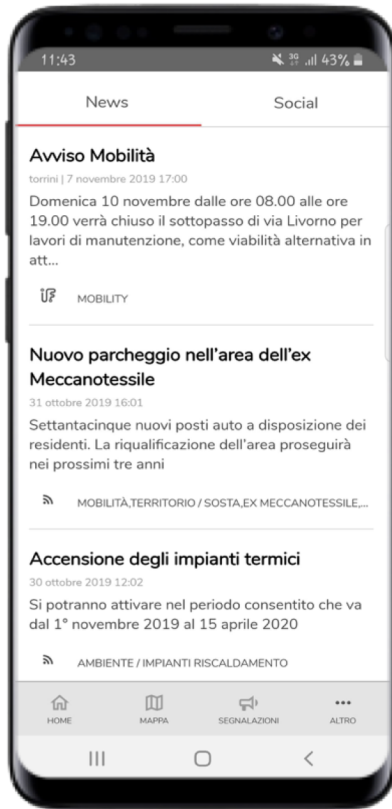 11:43 3G 43%
News Social
Avviso Mobilità
torrini | 7 novembre 2019 17:00
Domenica 10 novembre dalle ore 08.00 alle ore
19.00 verrà chiuso il sottopasso di via Livorno per
lavori di manutenzione, come viabilità alternativa in
att...
MOBILITY
Nuovo parcheggio nell'area dell'ex
Meccanotessile
31 ottobre 2019 16:01
Settantacinque nuovi posti auto a disposizione dei
residenti. La riqualificazione dell'area proseguirà
nei prossimi tre anni
MOBILITÀ,TERRITORIO / SOSTA,EX MECCANOTESSILE,...
Accensione degli impianti termici
30 ottobre 2019 12:02
Si potranno attivare nel periodo consentito che va
dal 1° novembre 2019 al 15 aprile 2020
AMBIENTE / IMPIANTI RISCALDAMENTO
HOME MAPPA SEGNALAZIONI ALTRO